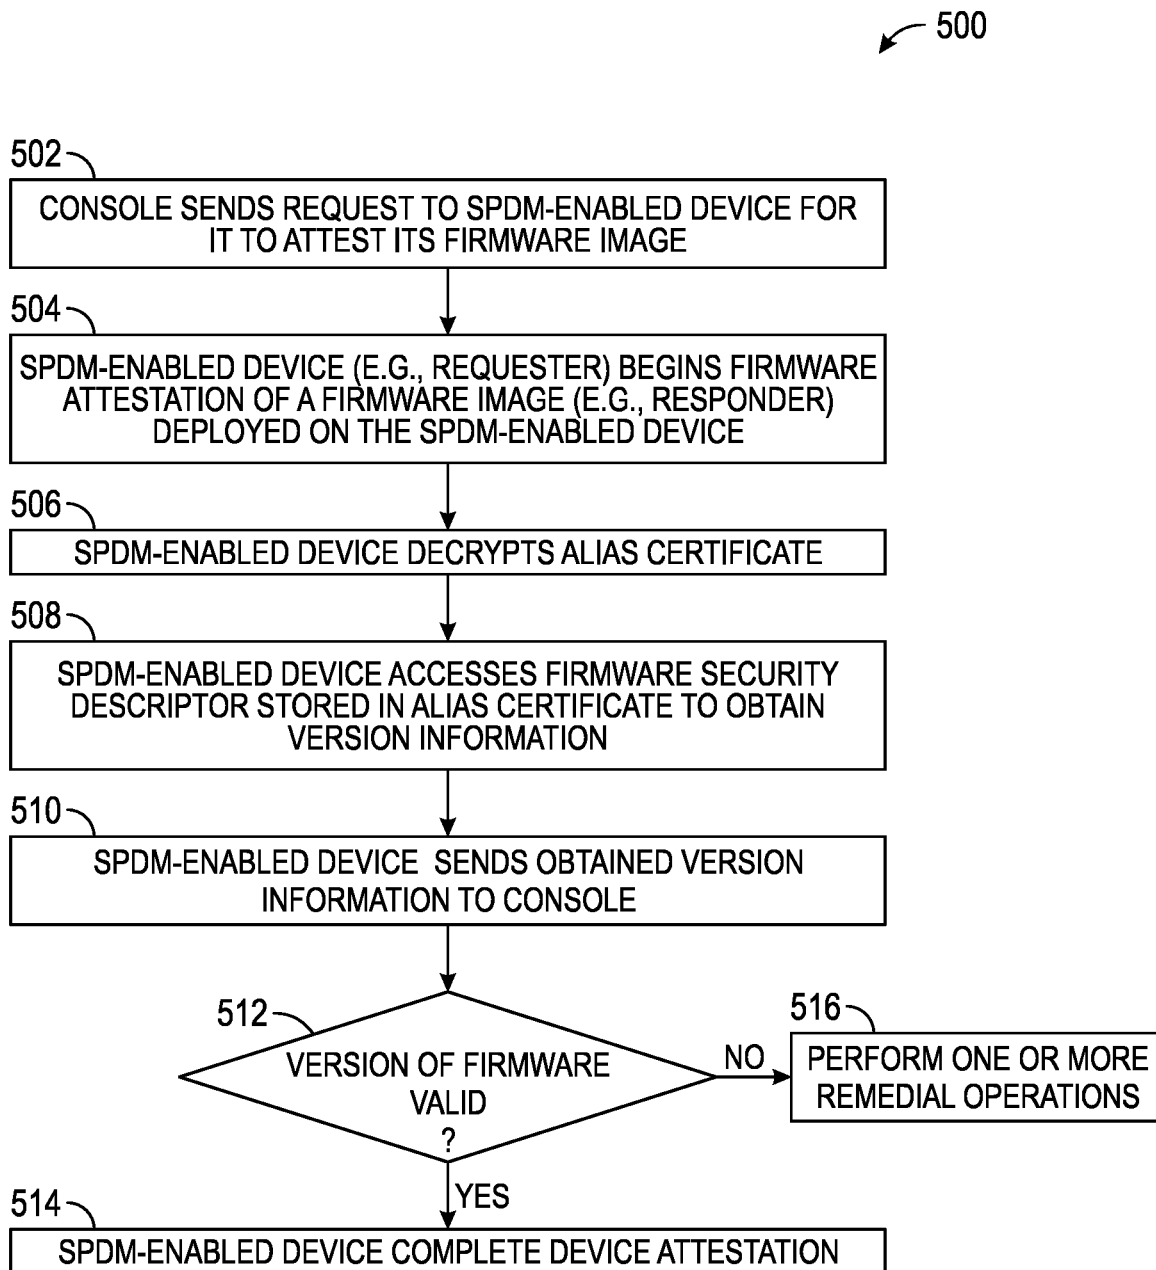 500
502
CONSOLE SENDS REQUEST TO SPDM-ENABLED DEVICE FOR
IT TO ATTEST ITS FIRMWARE IMAGE
504
SPDM-ENABLED DEVICE (E.G., REQUESTER) BEGINS FIRMWARE
ATTESTATION OF A FIRMWARE IMAGE (E.G., RESPONDER)
DEPLOYED ON THE SPDM-ENABLED DEVICE
506
SPDM-ENABLED DEVICE DECRYPTS ALIAS CERTIFICATE
508
SPDM-ENABLED DEVICE ACCESSES FIRMWARE SECURITY
DESCRIPTOR STORED IN ALIAS CERTIFICATE TO OBTAIN
VERSION INFORMATION
510
SPDM-ENABLED DEVICE SENDS OBTAINED VERSION
INFORMATION TO CONSOLE
512
VERSION OF FIRMWARE
VALID
?
NO
516
PERFORM ONE OR MORE
REMEDIAL OPERATIONS
YES
514
SPDM-ENABLED DEVICE COMPLETE DEVICE ATTESTATION